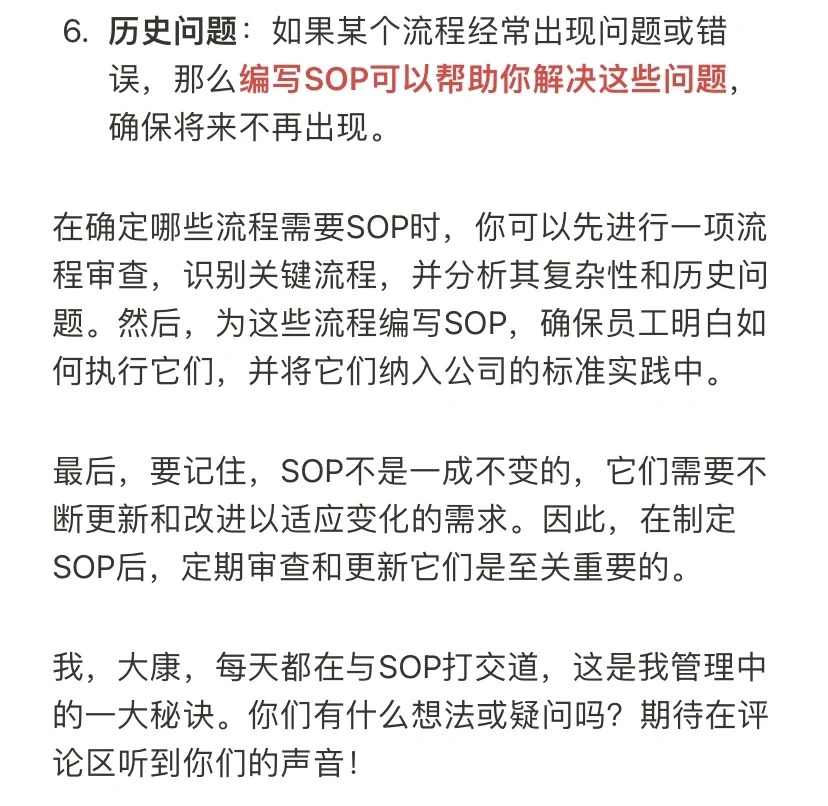 6. 历史问题：如果某个流程经常出现问题或错
误，那么编写SOP可以帮助你解决这些问题，
确保将来不再出现。
在确定哪些流程需要SOP时，你可以先进行一项流
程审查，识别关键流程，并分析其复杂性和历史问
题。然后，为这些流程编写SOP，确保员工明白如
何执行它们，并将它们纳入公司的标准实践中。
最后，要记住，SOP不是一成不变的，它们需要不
断更新和改进以适应变化的需求。因此，在制定
SOP后，定期审查和更新它们是至关重要的。
我，大康，每天都在与SOP打交道，这是我管理中
的一大秘诀。你们有什么想法或疑问吗？期待在评
论区听到你们的声音！